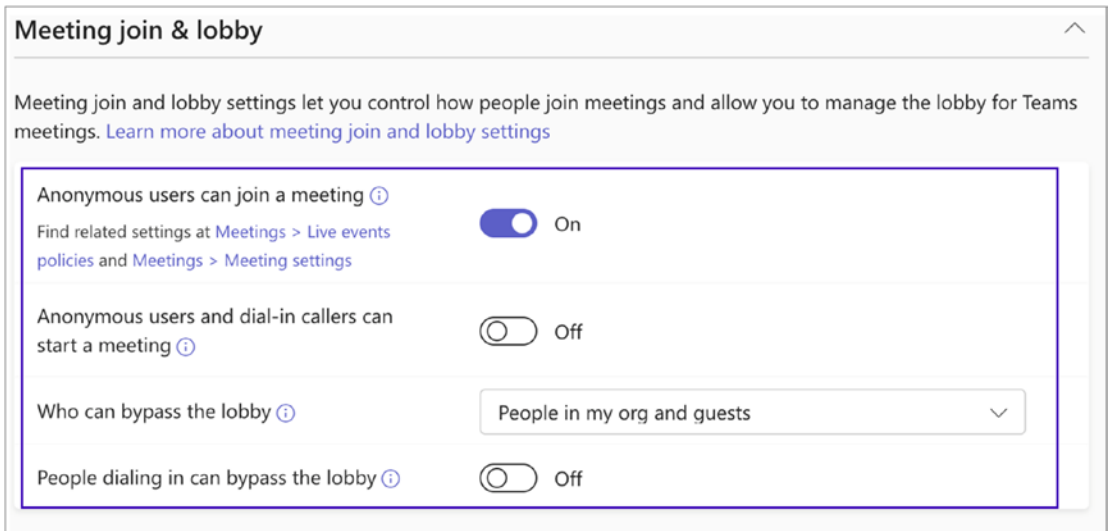 Meeting join & lobby
Meeting join and lobby settings let you control how people join meetings and allow you to manage the lobby for Teams
meetings. Learn more about meeting join and lobby settings
Anonymous users can join a meeting
On
Find related settings at Meetings > Live events
policies and Meetings > Meeting settings
Anonymous users and dial-in callers can
start a meeting
Off
Who can bypass the lobby
People in my org and guests
People dialing in can bypass the lobby
Off